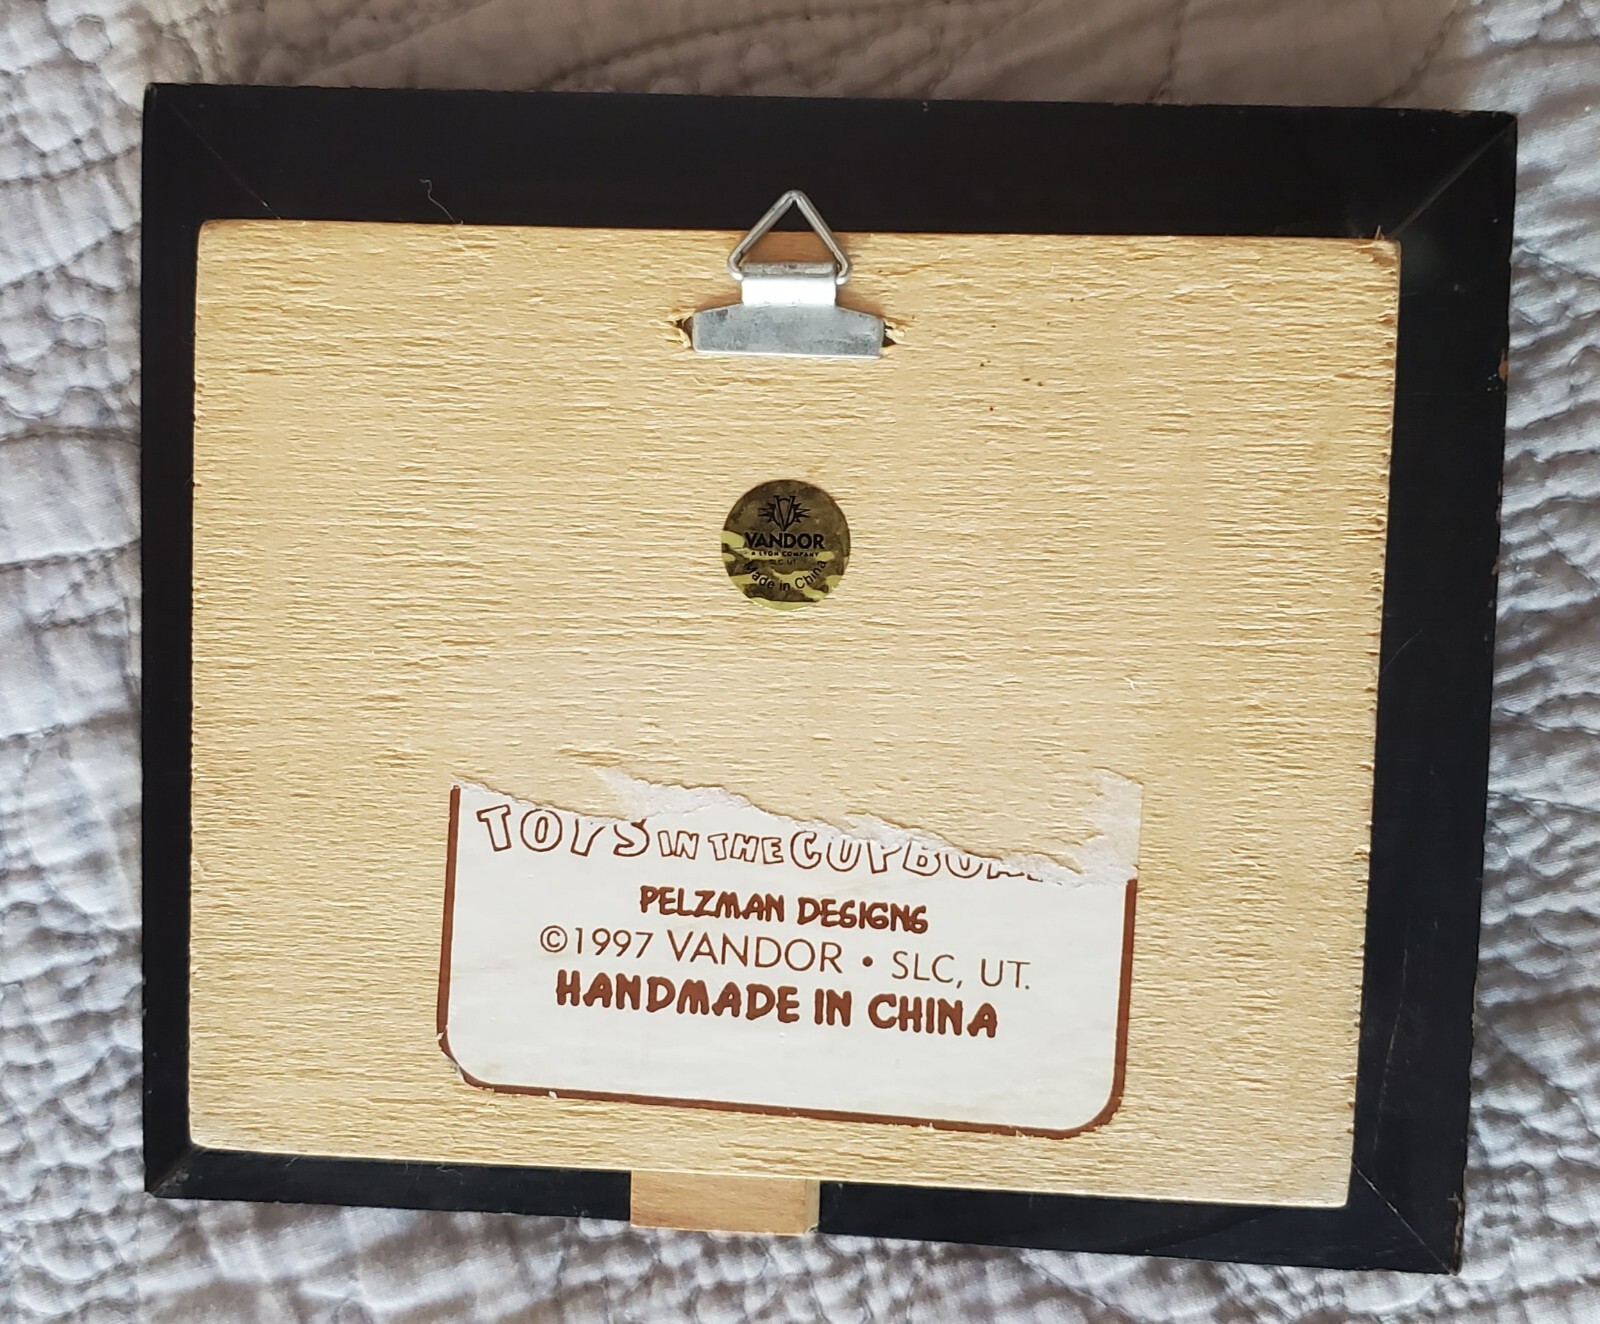 VANDOR
A LYON COMPANY
SLC UT
Made in China
TOYS IN THE CUPBOARD
PELZMAN DESIGNS
©1997 VANDOR • SLC, UT.
HANDMADE IN CHINA